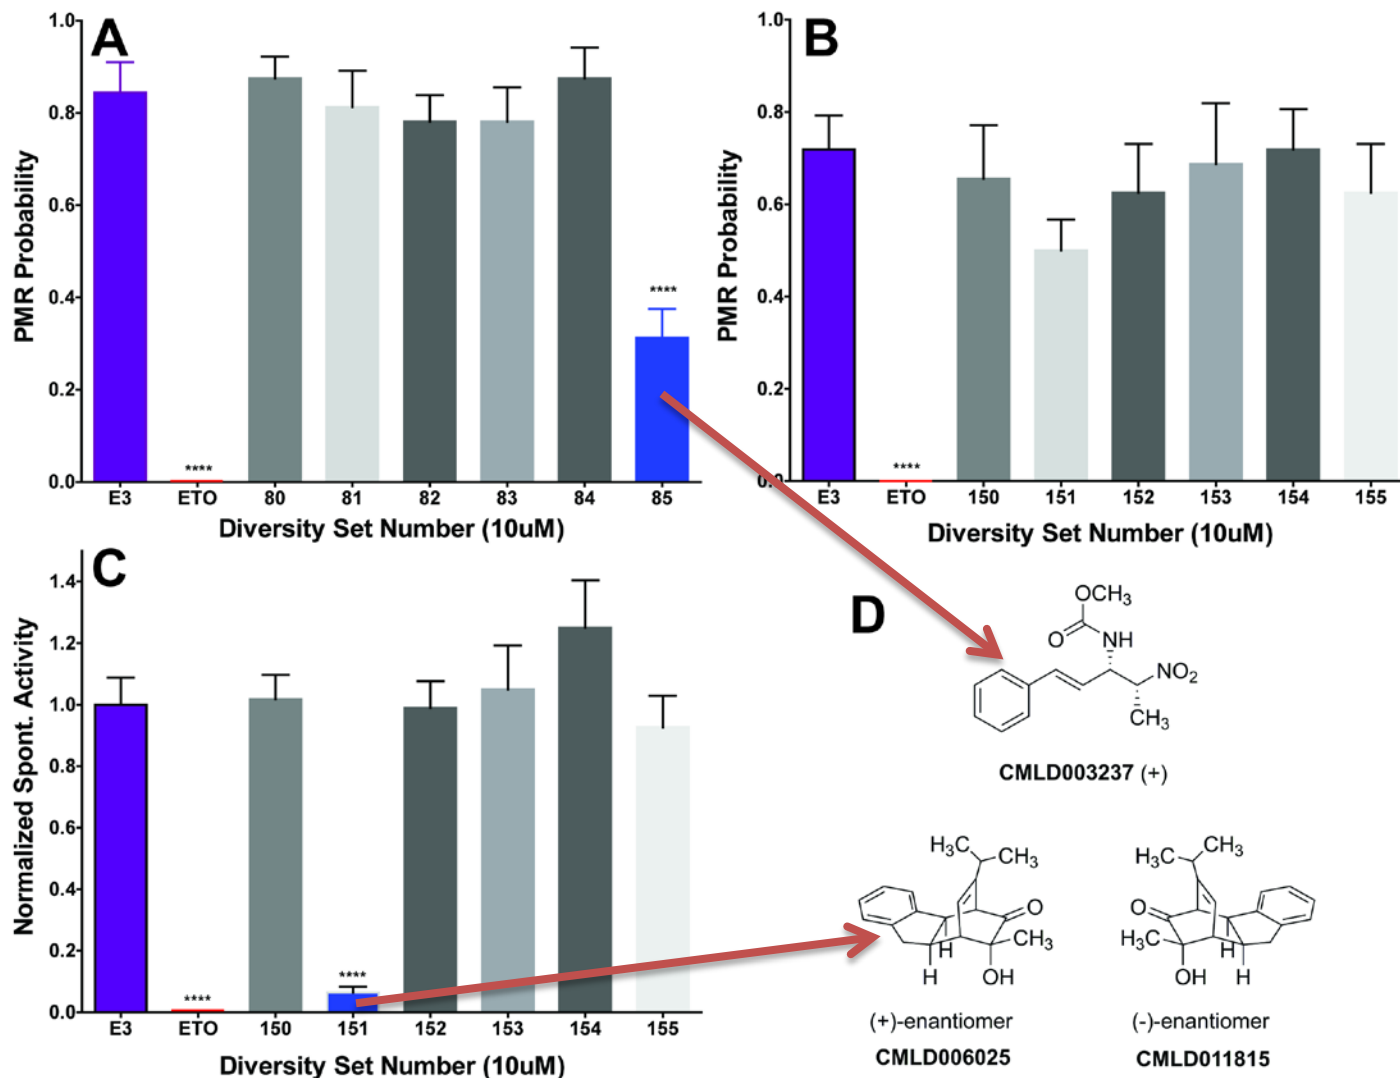 A
PMR Probability
1.0
0.8
0.6
0.4
0.2
0.0
****
****
E3 ETO 80 81 82 83 84 85
Diversity Set Number (10uM)
B
PMR Probability
1.0
0.8
0.6
0.4
0.2
0.0
****
E3 ETO 150 151 152 153 154 155
Diversity Set Number (10uM)
C
Normalized Spont. Activity
1.4
1.2
1.0
0.8
0.6
0.4
0.2
0.0
****
****
E3 ETO 150 151 152 153 154 155
Diversity Set Number (10uM)
D
OCH3
O NH
NO2
CH3
CMLD003237 (+)
H3C CH3
O
CH3
H
H OH
(+)-enantiomer
CMLD006025
H3C CH3
O
H3C
H
OH H
(-)-enantiomer
CMLD011815